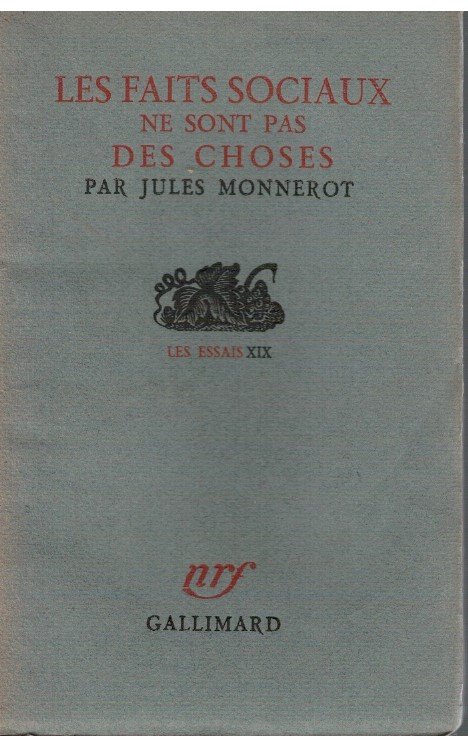 LES FAITS SOCIAUX
NE SONT PAS
DES CHOSES
PAR JULES MONNEROT
LES ESSAIS XIX
nrf
GALLIMARD